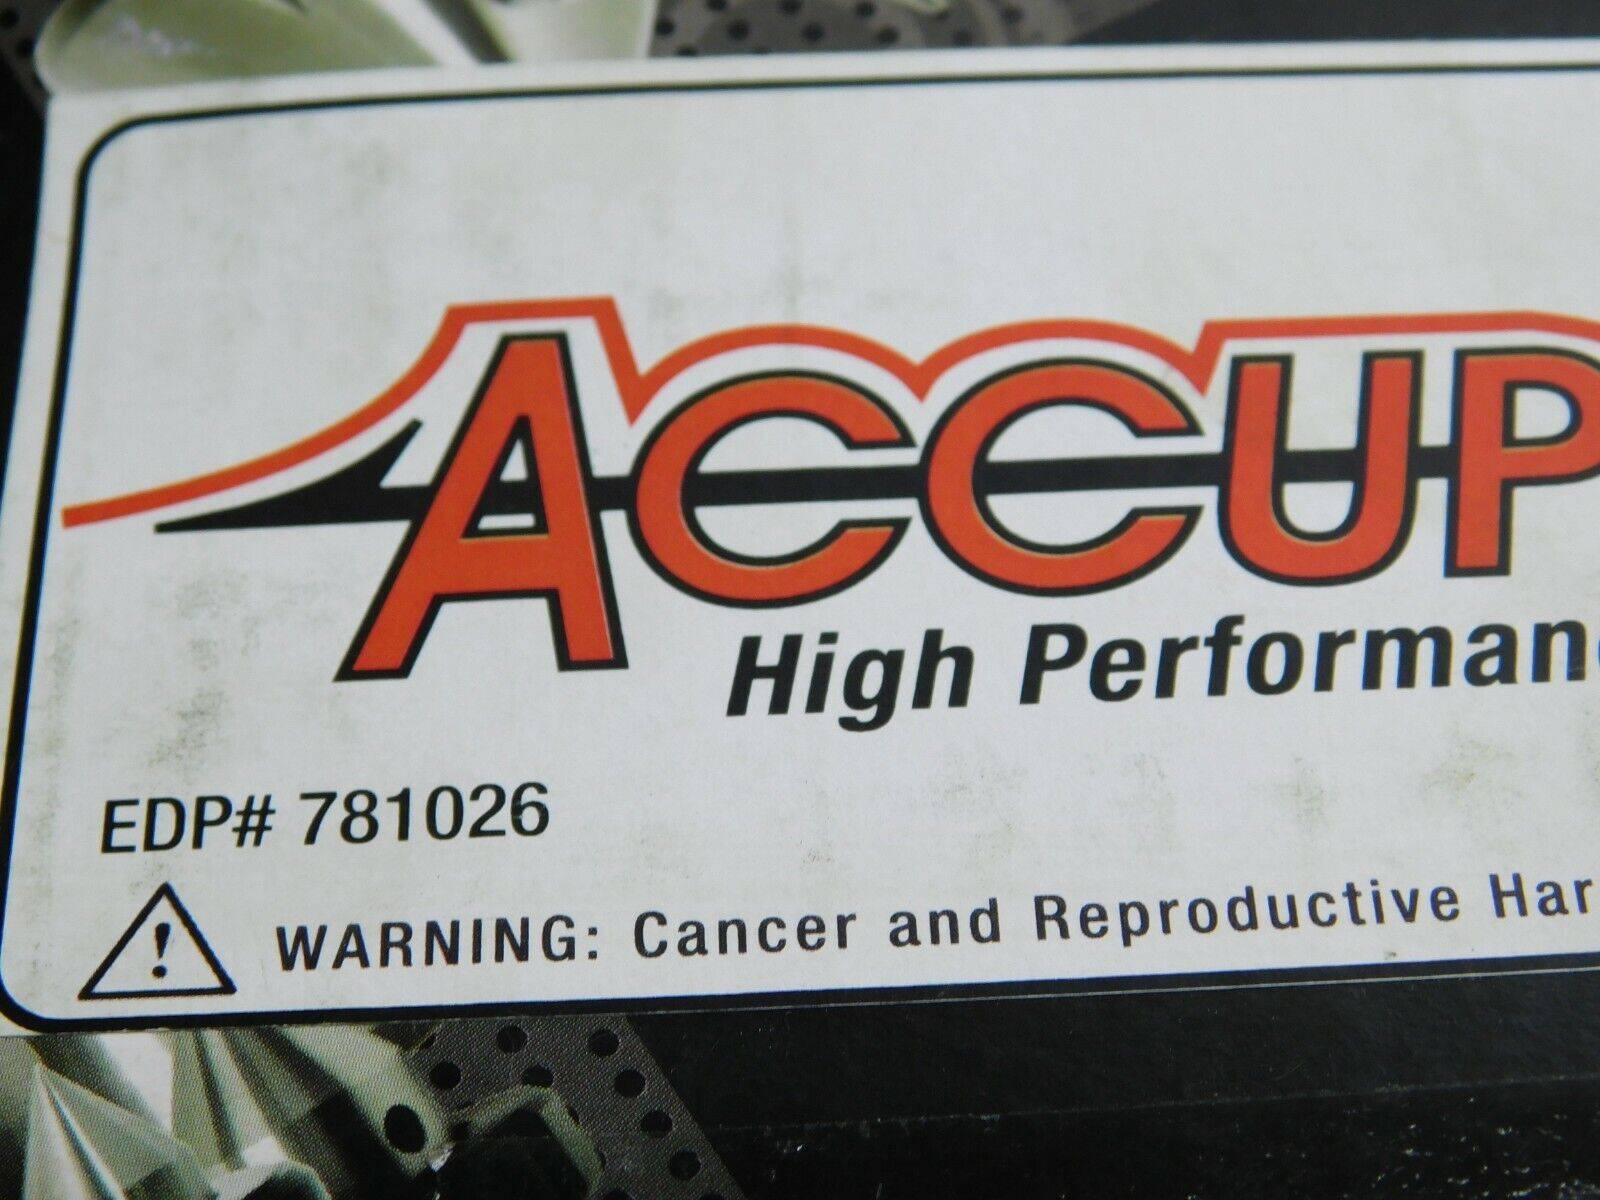 ACCUP
High Performan
EDP# 781026
! WARNING: Cancer and Reproductive Har